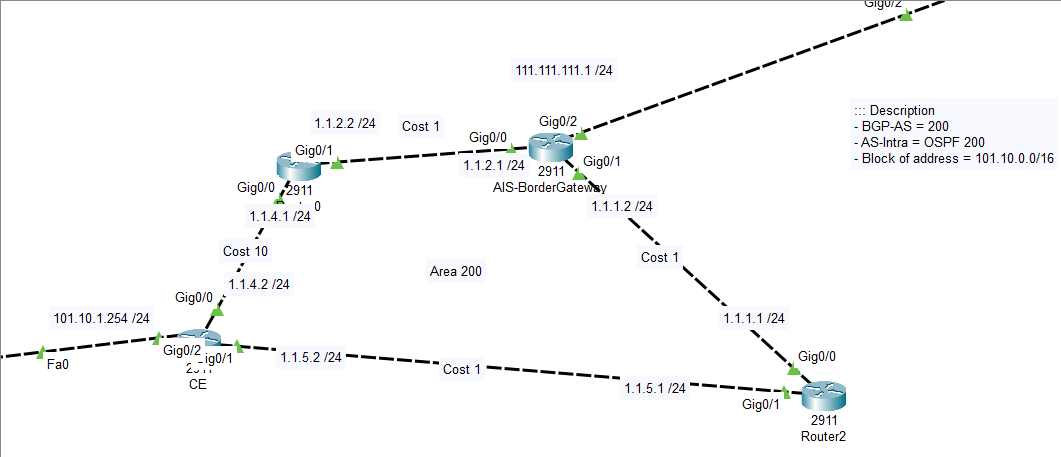 Gig0/2
111.111.111.1 /24
::: Description
- BGP-AS = 200
- AS-Intra = OSPF 200
- Block of address = 101.10.0.0/16
1.1.2.2 /24
Cost 1
Gig0/2
Gig0/0
Gig0/1
1.1.2.1 /24
Gig0/1
2911
AIS-BorderGateway
Gig0/0
2911
0
1.1.4.1 /24
1.1.1.2 /24
Cost 10
Cost 1
Area 200
1.1.4.2 /24
Gig0/0
101.10.1.254 /24
1.1.1.1 /24
Gig0/2
Gig0/1
Fa0
CE
1.1.5.2 /24
Cost 1
1.1.5.1 /24
Gig0/0
Gig0/1
2911
Router2